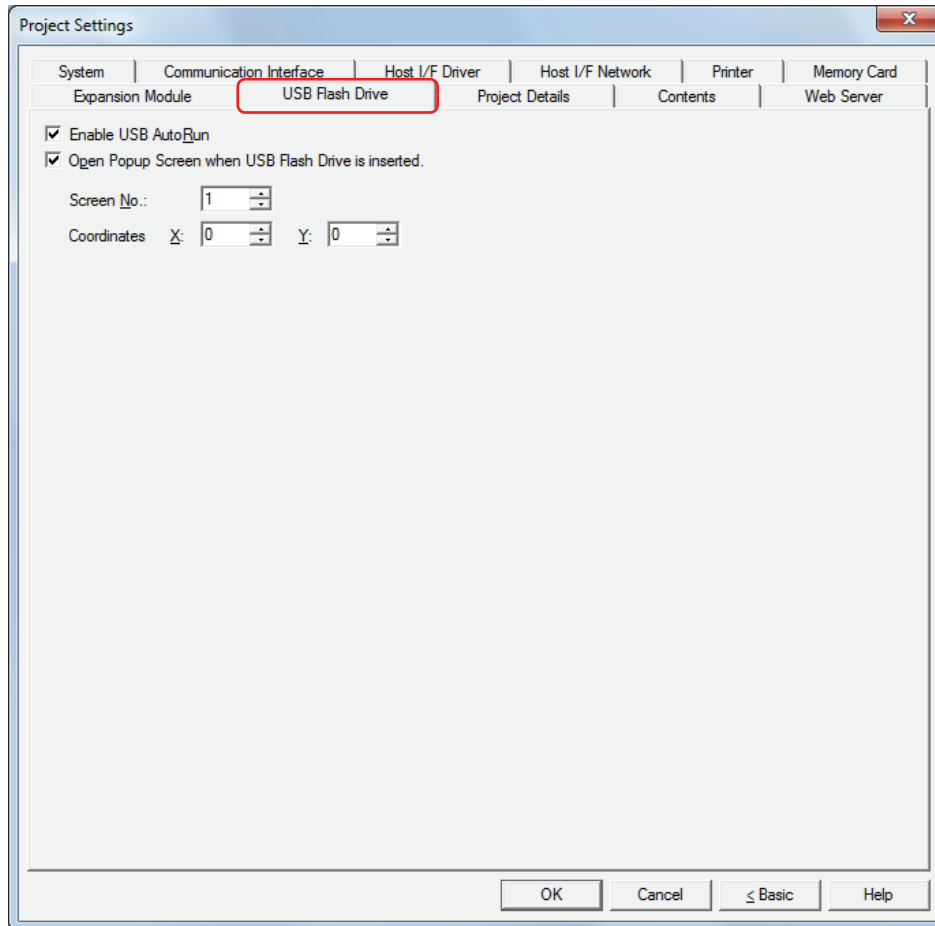 Project Settings
System Communication Interface Host I/F Driver Host I/F Network Printer Memory Card
Expansion Module USB Flash Drive Project Details Contents Web Server
Enable USB AutoRun
Open Popup Screen when USB Flash Drive is inserted.
Screen No.: 1
Coordinates X: 0 Y: 0
OK Cancel < Basic Help